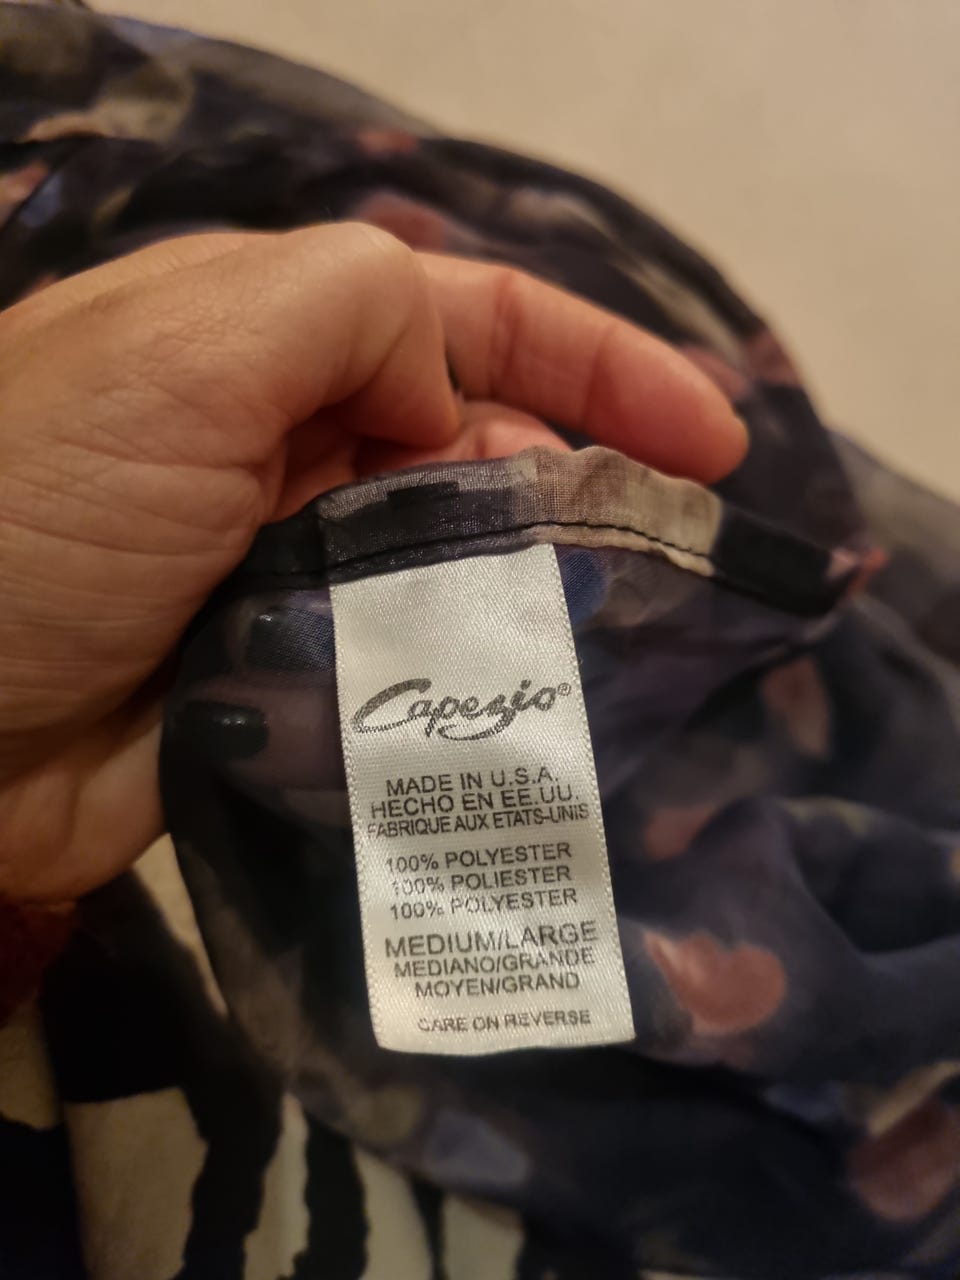 Capezio®
MADE IN U.S.A.
HECHO EN EE.UU.
FABRIQUE AUX ETATS-UNIS
100% POLYESTER
100% POLIESTER
100% POLYESTER
MEDIUM/LARGE
MEDIANO/GRANDE
MOYEN/GRAND
CARE ON REVERSE